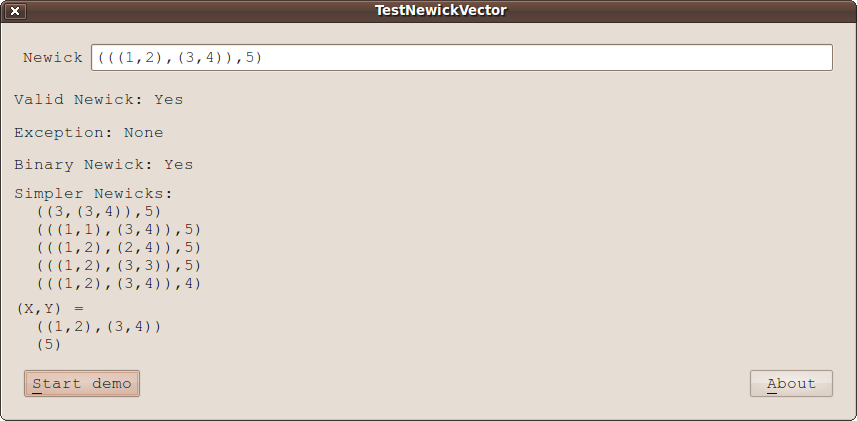 TestNewickVector
Newick (((1,2),(3,4)),5)
Valid Newick: Yes
Exception: None
Binary Newick: Yes
Simpler Newicks:
((3,(3,4)),5)
(((1,1),(3,4)),5)
(((1,2),(2,4)),5)
(((1,2),(3,3)),5)
(((1,2),(3,4)),4)
(X,Y) =
((1,2),(3,4))
(5)
Start demo About